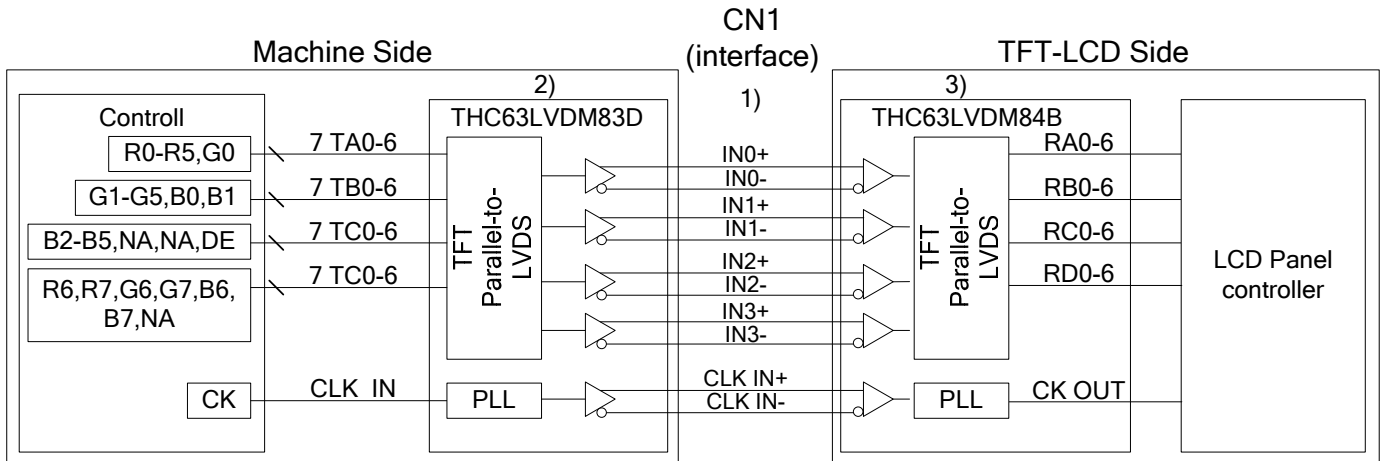 CN1
(interface)
Machine Side
TFT-LCD Side
1)
2)
3)
Controll
THC63LVDM83D
THC63LVDM84B
R0-R5,G0
7 TA0-6
IN0+
IN0-
RA0-6
G1-G5,B0,B1
7 TB0-6
IN1+
IN1-
RB0-6
B2-B5,NA,NA,DE
7 TC0-6
IN2+
IN2-
RC0-6
R6,R7,G6,G7,B6,
B7,NA
7 TC0-6
IN3+
IN3-
RD0-6
TFT
Parallel-to-
LVDS
TFT
Parallel-to-
LVDS
LCD Panel
controller
CK
CLK IN
PLL
CLK IN+
CLK IN-
PLL
CK OUT